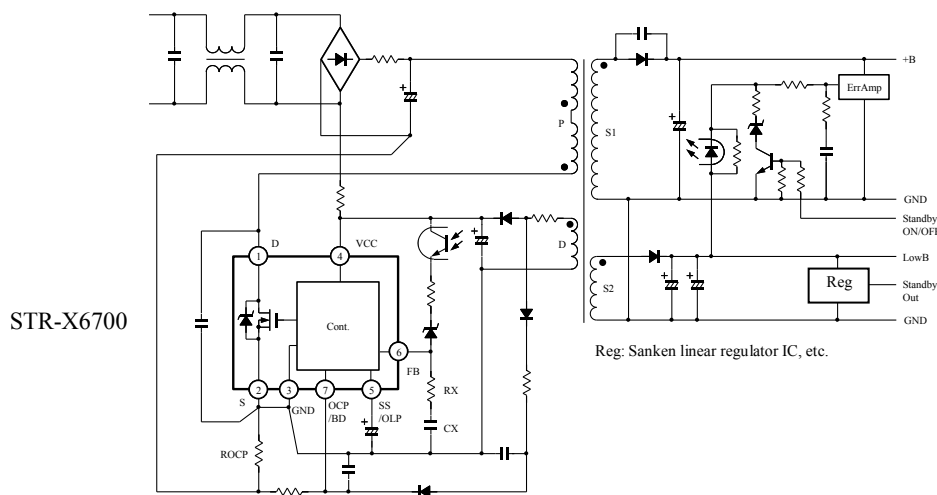 +B
ErrAmp
P
S1
GND
Standby
ON/OFF
D
VCC
D
1
4
LowB
STR-X6700
Cont.
S2
Reg
Standby
Out
6
FB
GND
Reg: Sanken linear regulator IC, etc.
2
3
7
5
S
GND
OCP
/BD
SS
/OLP
RX
CX
ROCP
+
+
+
+
+
+